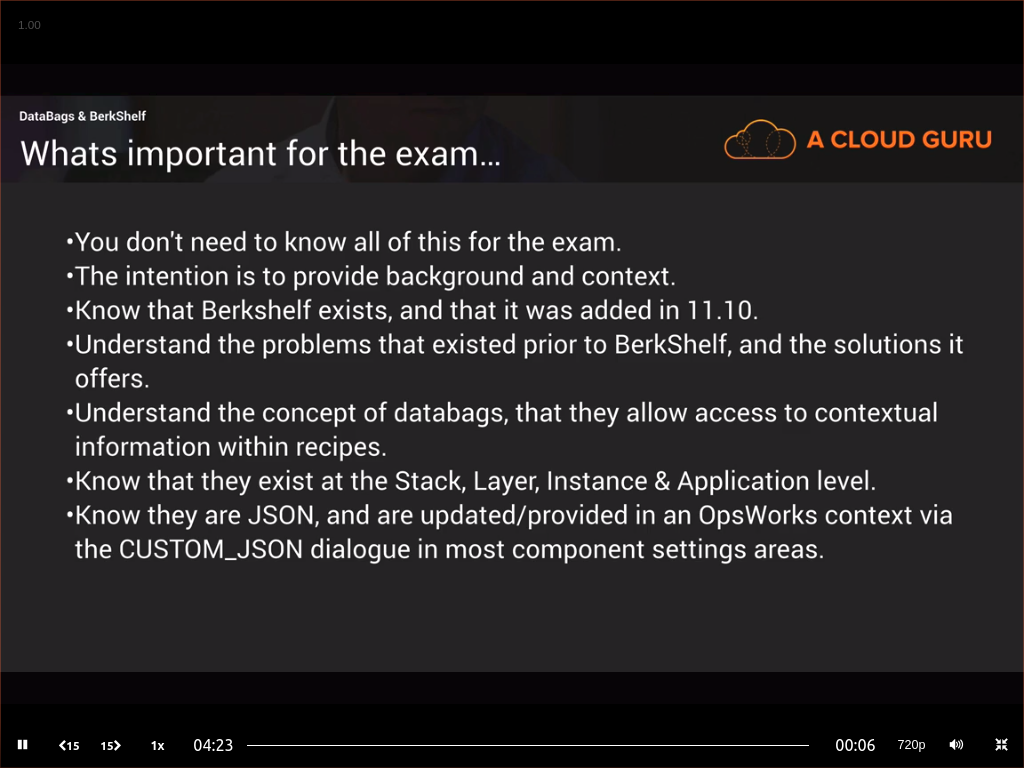 1.00
DataBags & BerkShelf
Whats important for the exam...
A CLOUD GURU
•You don't need to know all of this for the exam.
•The intention is to provide background and context.
•Know that Berkshelf exists, and that it was added in 11.10.
•Understand the problems that existed prior to BerkShelf, and the solutions it
offers.
•Understand the concept of databags, that they allow access to contextual
information within recipes.
•Know that they exist at the Stack, Layer, Instance & Application level.
•Know they are JSON, and are updated/provided in an OpsWorks context via
the CUSTOM_JSON dialogue in most component settings areas.
15 15 1x 04:23 00:06 720p